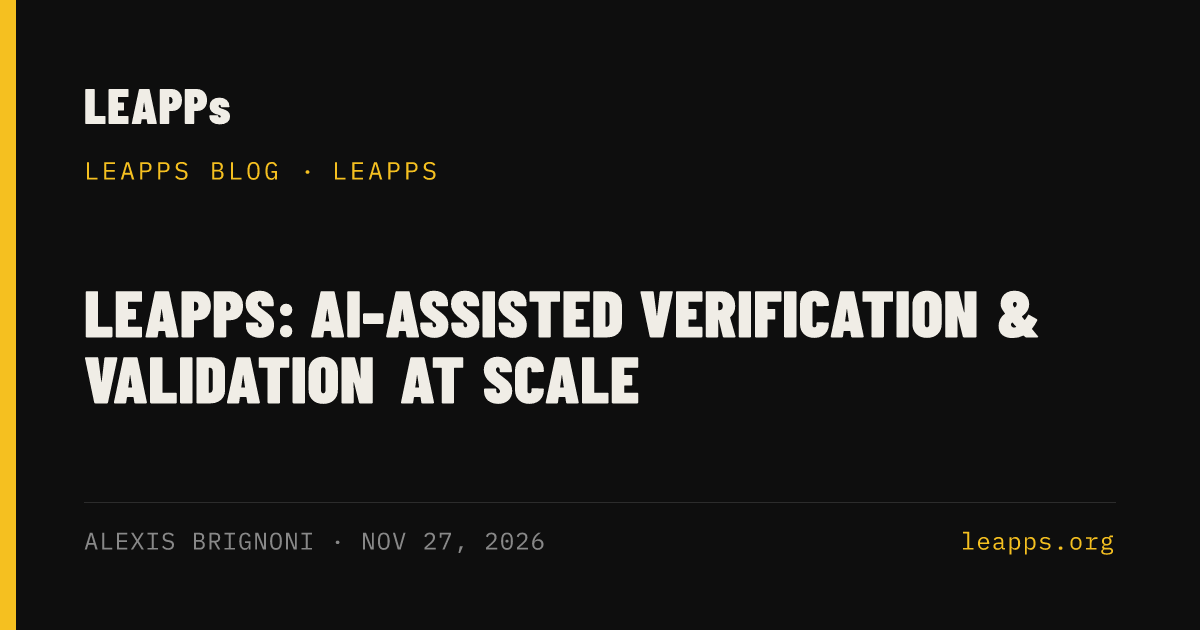 LEAPPs
LEAPPS BLOG · LEAPPS
LEAPPS: AI-ASSISTED VERIFICATION &
VALIDATION AT SCALE
ALEXIS BRIGNONI · NOV 27, 2026
leapps.org